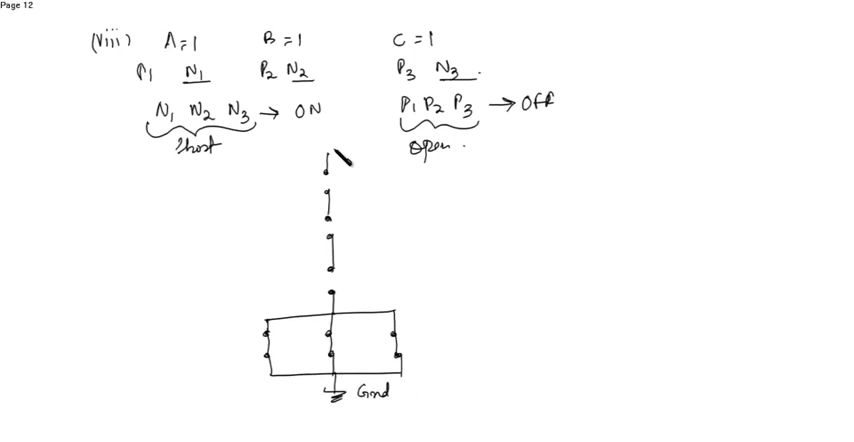 Page 12
(viii) A=1 B=1 C=1
P1 N1 P2 N2 P3 N3
N1 N2 N3 → ON P1 P2 P3 → OFF
Short Open
Gnd